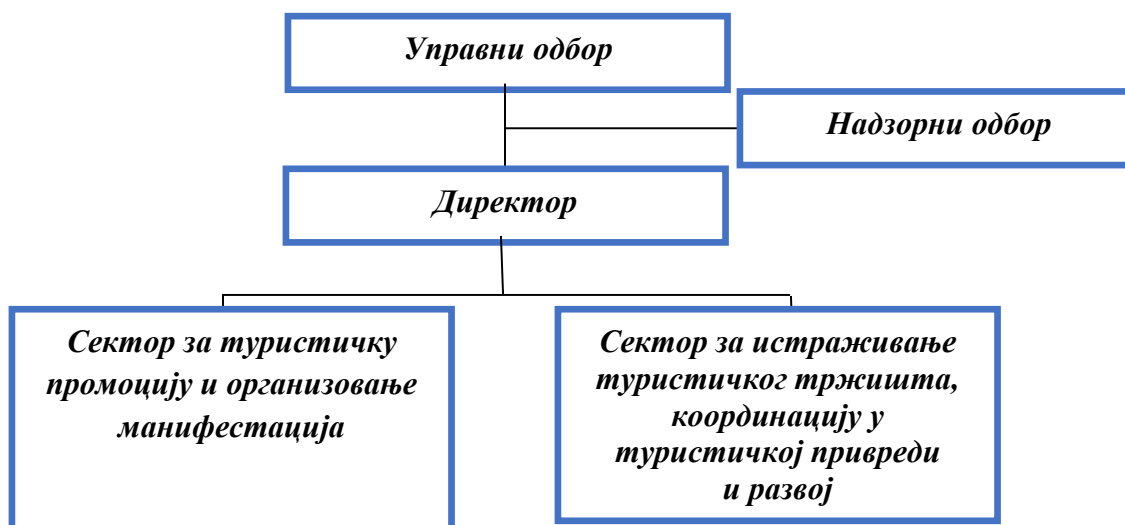 Управни одбор
Надзорни одбор
Директор
Сектор за туристичку
промоцију и организовање
манифестација
Сектор за истраживање
туристичког тржишта,
координацију у
туристичкој привреди
и развој